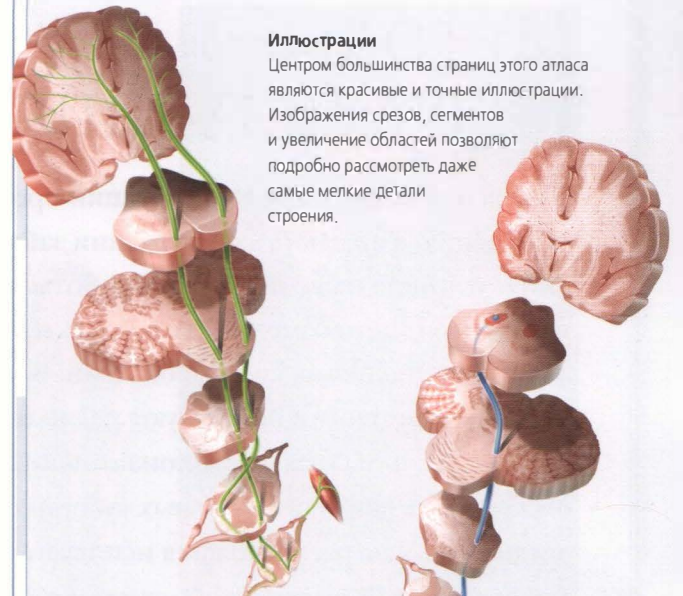 Иллюстрации
Центром большинства страниц этого атласа
являются красивые и точные иллюстрации.
Изображения срезов, сегментов
и увеличение областей позволяют
подробно рассмотреть даже
самые мелкие детали
строения.